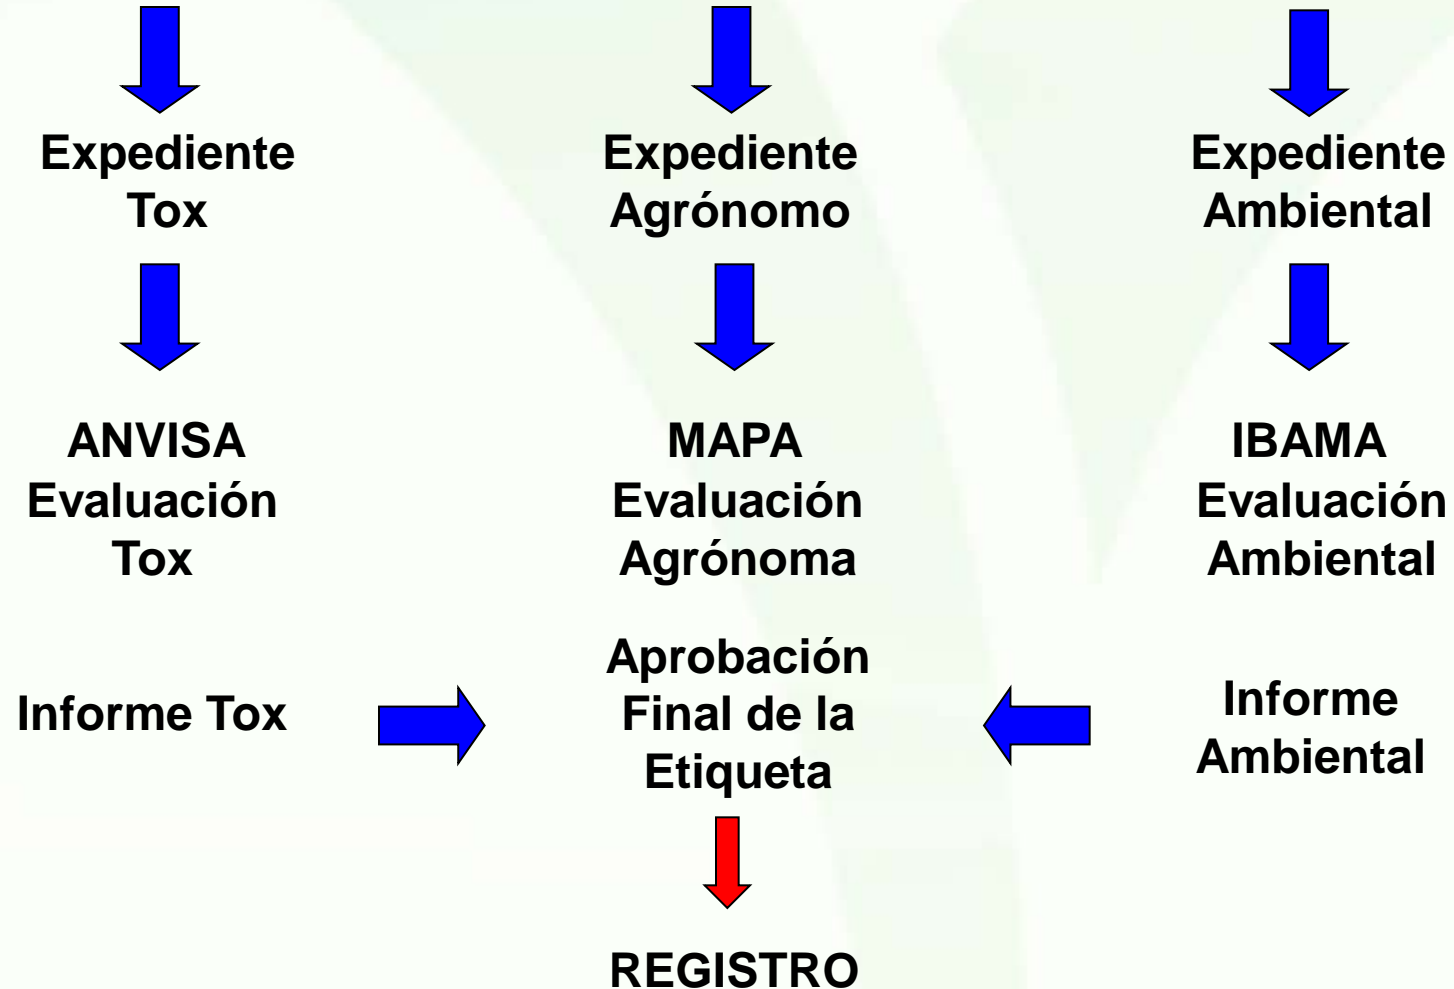 Expediente
Tox
Expediente
Agrónomo
Expediente
Ambiental
ANVISA
Evaluación
Tox
MAPA
Evaluación
Agrónoma
IBAMA
Evaluación
Ambiental
Informe Tox
Aprobación
Final de la
Etiqueta
Informe
Ambiental
REGISTRO